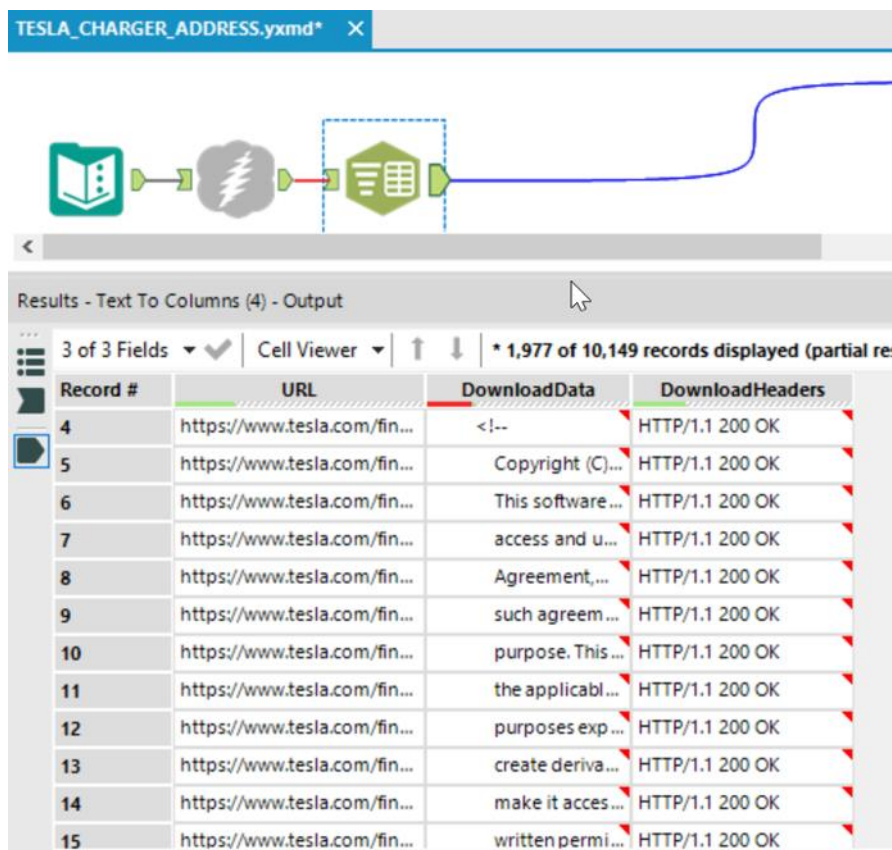 TESLA_CHARGER_ADDRESS.yxmd* X
Results - Text To Columns (4) - Output
3 of 3 Fields Cell Viewer * 1,977 of 10,149 records displayed (partial re
Record # URL DownloadData DownloadHeaders
4 https://www.tesla.com/fin... <!-- HTTP/1.1 200 OK
5 https://www.tesla.com/fin... Copyright (C)... HTTP/1.1 200 OK
6 https://www.tesla.com/fin... This software... HTTP/1.1 200 OK
7 https://www.tesla.com/fin... access and u... HTTP/1.1 200 OK
8 https://www.tesla.com/fin... Agreement,... HTTP/1.1 200 OK
9 https://www.tesla.com/fin... such agreem... HTTP/1.1 200 OK
10 https://www.tesla.com/fin... purpose. This... HTTP/1.1 200 OK
11 https://www.tesla.com/fin... the applicabl... HTTP/1.1 200 OK
12 https://www.tesla.com/fin... purposes exp... HTTP/1.1 200 OK
13 https://www.tesla.com/fin... create deriva... HTTP/1.1 200 OK
14 https://www.tesla.com/fin... make it acces... HTTP/1.1 200 OK
15 https://www.tesla.com/fin... written permi... HTTP/1.1 200 OK